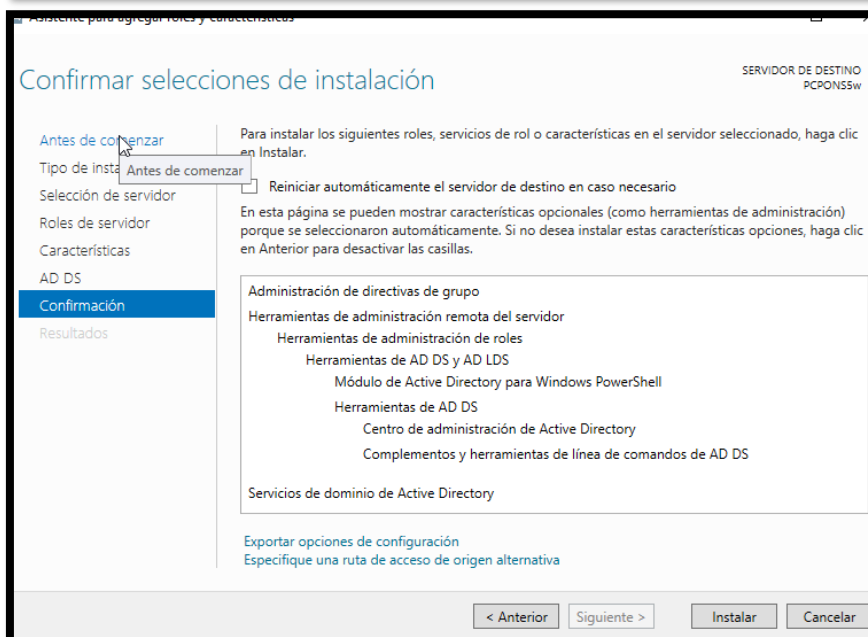 Asistente para agregar roles y características
Confirmar selecciones de instalación
SERVIDOR DE DESTINO
PCPONS5w
Antes de comenzar
Tipo de insta
Antes de comenzar
Selección de servidor
Roles de servidor
Características
AD DS
Confirmación
Resultados
Para instalar los siguientes roles, servicios de rol o características en el servidor seleccionado, haga clic
en Instalar.
Reiniciar automáticamente el servidor de destino en caso necesario
En esta página se pueden mostrar características opcionales (como herramientas de administración)
porque se seleccionaron automáticamente. Si no desea instalar estas características opciones, haga clic
en Anterior para desactivar las casillas.
Administración de directivas de grupo
Herramientas de administración remota del servidor
Herramientas de administración de roles
Herramientas de AD DS y AD LDS
Módulo de Active Directory para Windows PowerShell
Herramientas de AD DS
Centro de administración de Active Directory
Complementos y herramientas de línea de comandos de AD DS
Servicios de dominio de Active Directory
Exportar opciones de configuración
Especifique una ruta de acceso de origen alternativa
< Anterior
Siguiente >
Instalar
Cancelar